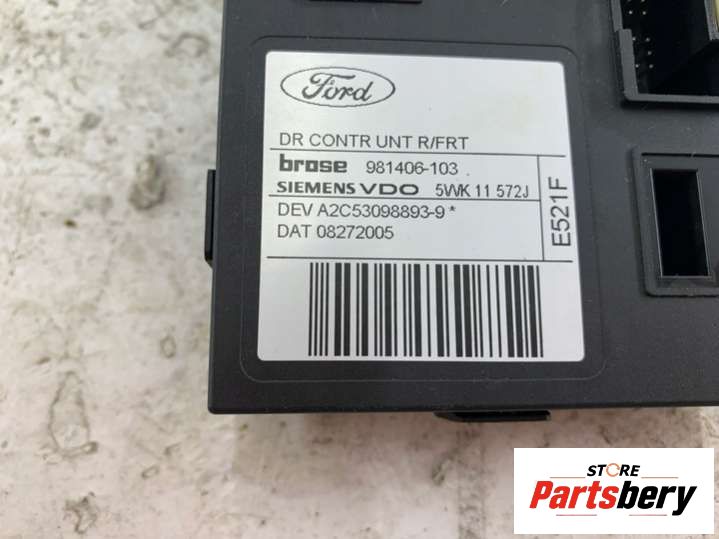 Ford
DR CONTR UNT R/FRT
brose 981406-103
SIEMENS VDO 5WK 11 572J
DEV A2C53098893-9 *
DAT 08272005
E521F
STORE
Partsbery